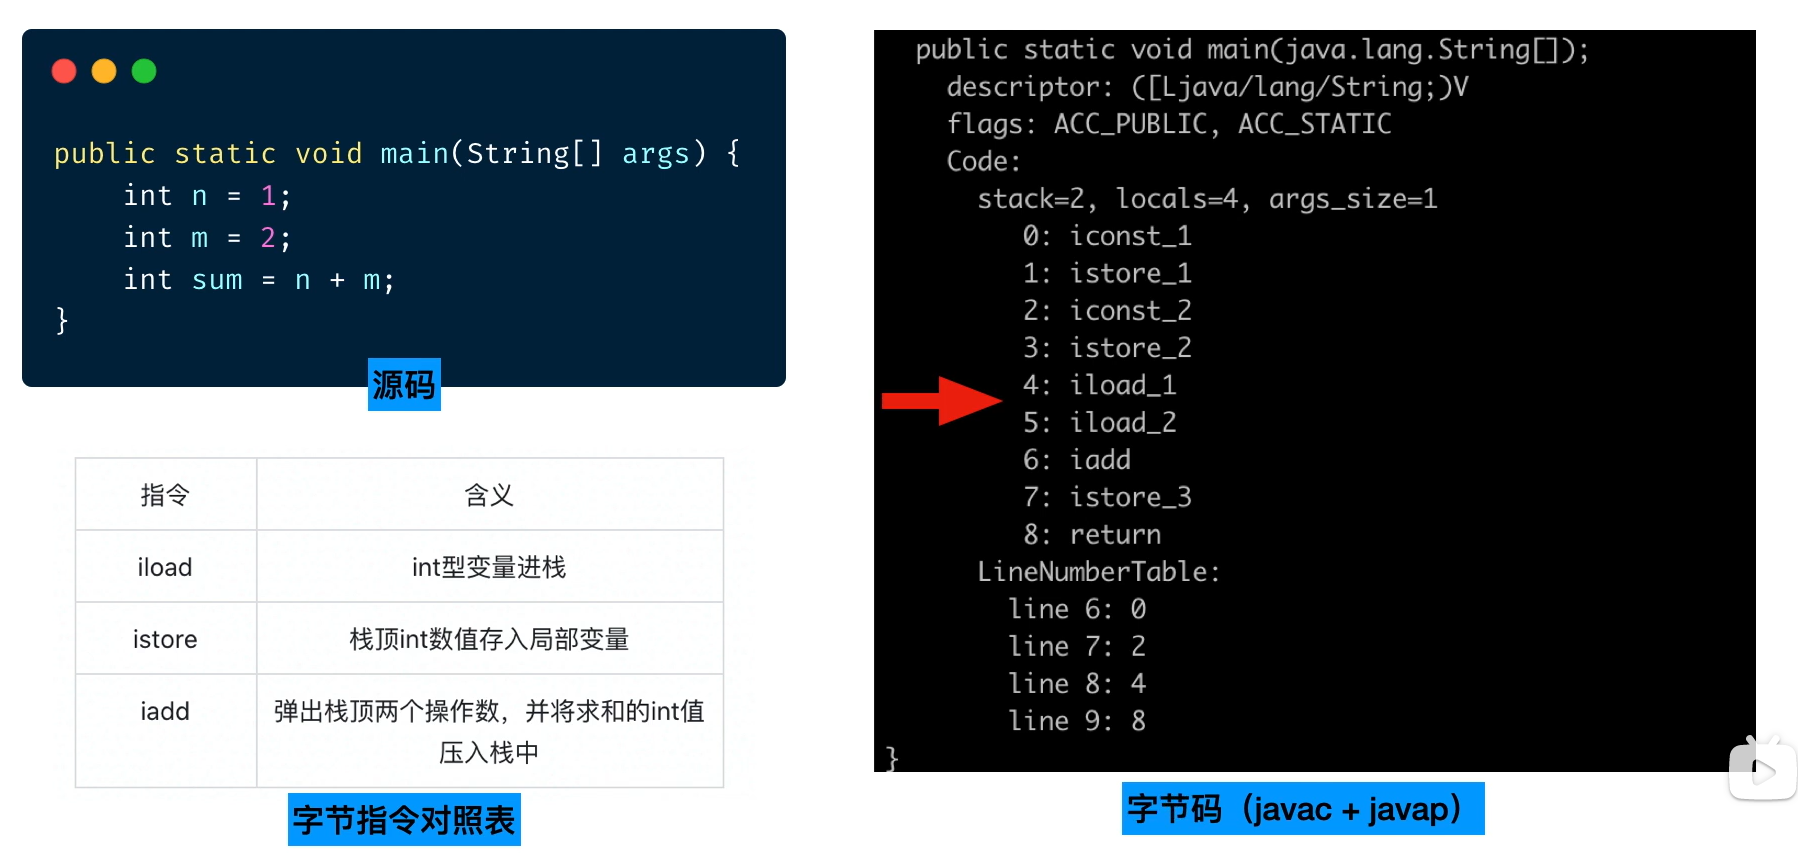 public static void main(String[] args) {
    int n = 1;
    int m = 2;
    int sum = n + m;
}
源码
指令 含义
iload int型变量进栈
istore 栈顶int数值存入局部变量
iadd 弹出栈顶两个操作数，并将求和的int值
压入栈中
字节指令对照表
public static void main(java.lang.String[]);
descriptor: ([Ljava/lang/String;)V
flags: ACC_PUBLIC, ACC_STATIC
Code:
stack=2, locals=4, args_size=1
0: iconst_1
1: istore_1
2: iconst_2
3: istore_2
4: iload_1
5: iload_2
6: iadd
7: istore_3
8: return
LineNumberTable:
line 6: 0
line 7: 2
line 8: 4
line 9: 8
}
字节码（javac + javap）